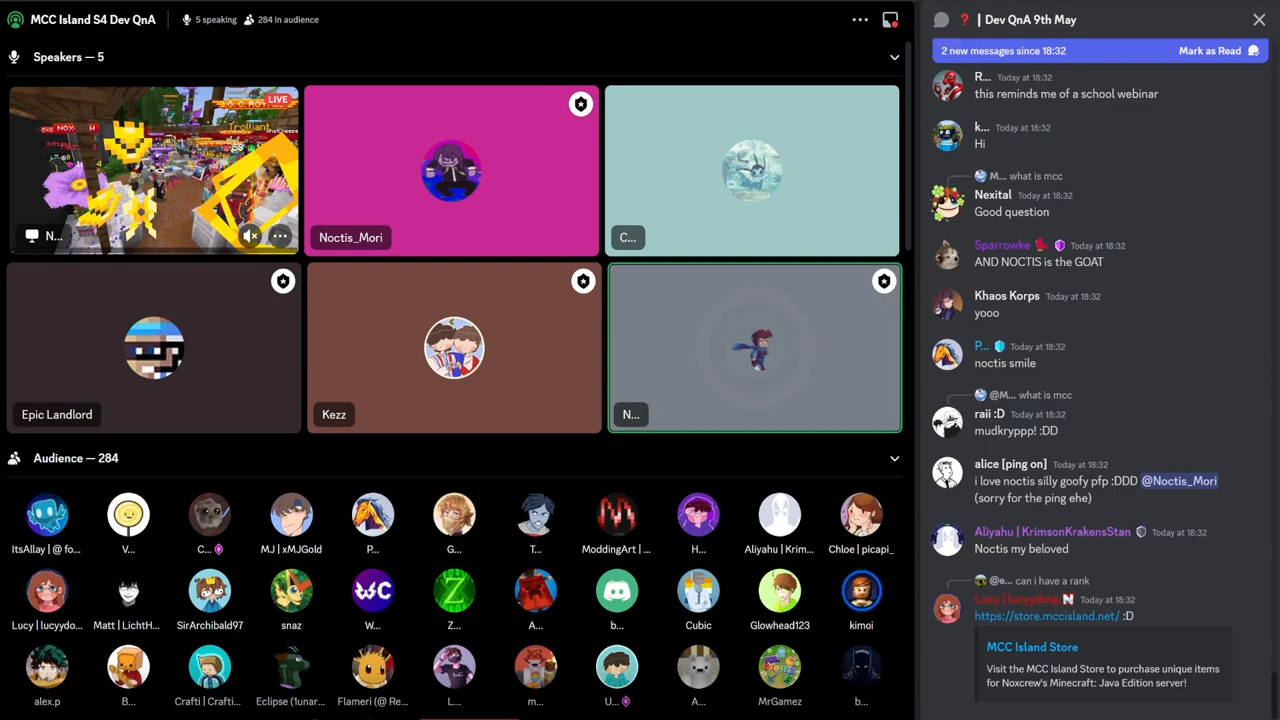 MCC Island S4 Dev QnA
5 speaking
284 in audience
Speakers — 5
LIVE
Trolliant
N...
Noctis_Mori
C...
Epic Landlord
Kezz
N...
Audience — 284
ItsAllay | @ fo...
V...
C...
MJ | xMJGold
P...
G...
T...
ModdingArt | ...
H...
Aliyahu | Krim...
Chloe | picapi_
Lucy | lucyydo...
Matt | LichtH...
SirArchibald97
snaz
W...
Z...
A...
b...
Cubic
Glowhead123
kimoi
alex.p
B...
Crafti | Crafti...
Eclipse (1unar...
Flameri (@ Re...
L...
m...
U...
A...
MrGamez
b...
❓ | Dev QnA 9th May
2 new messages since 18:32
Mark as Read
R... Today at 18:32
this reminds me of a school webinar
k... Today at 18:32
Hi
M... what is mcc
Nexital Today at 18:32
Good question
Sparrowke Today at 18:32
AND NOCTIS is the GOAT
Khaos Korps Today at 18:32
yooo
P... Today at 18:32
noctis smile
@M... what is mcc
raii :D Today at 18:32
mudkryppp! :DD
alice [ping on] Today at 18:32
i love noctis silly goofy pfp :DDD @Noctis_Mori
(sorry for the ping ehe)
Aliyahu | KrimsonKrakensStan Today at 18:32
Noctis my beloved
@e... can i have a rank
Lucy | lucyydotp N Today at 18:32
https://store.mccisland.net/ :D
MCC Island Store
Visit the MCC Island Store to purchase unique items
for Noxcrew's Minecraft: Java Edition server!